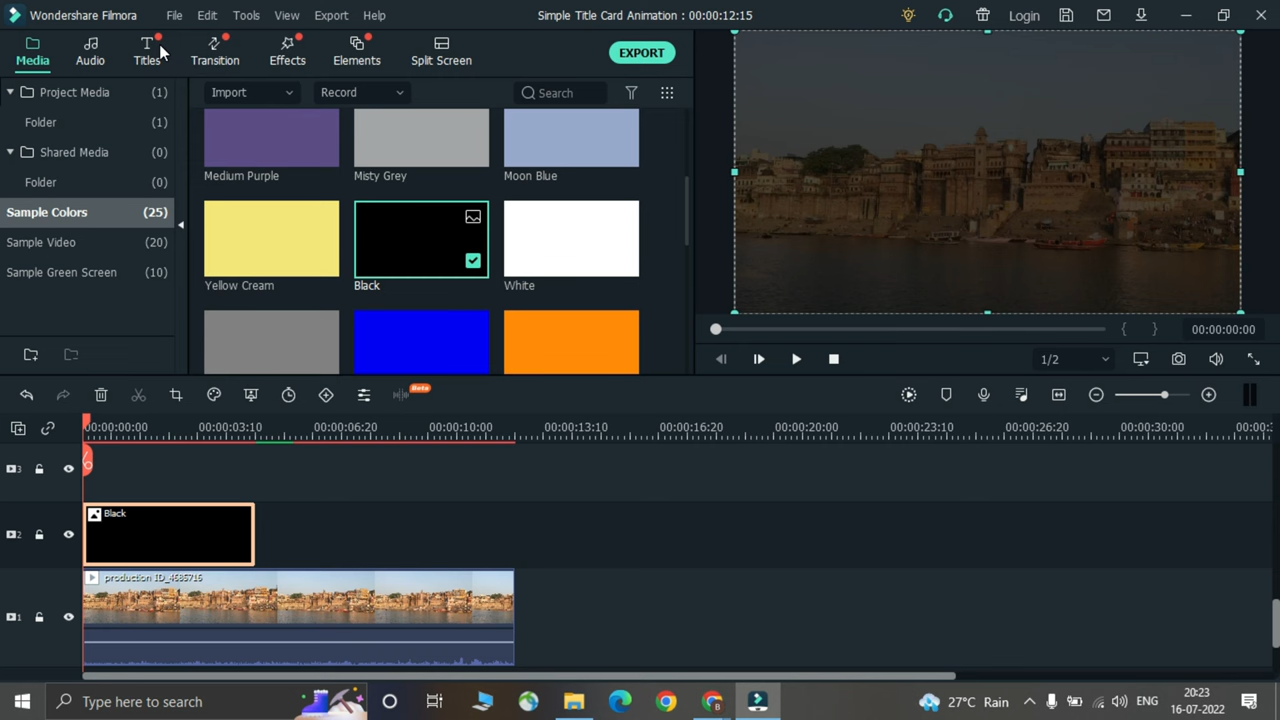 Wondershare Filmora
File Edit Tools View Export Help
Simple Title Card Animation : 00:00:12:15
Login
Media Audio Titles Transition Effects Elements Split Screen
EXPORT
Import Record Search
Project Media (1)
Folder (1)
Shared Media (0)
Folder (0)
Sample Colors (25)
Sample Video (20)
Sample Green Screen (10)
Medium Purple Misty Grey Moon Blue
Yellow Cream Black White
00:00:00:00
1/2
Beta
00:00:00:00 00:00:03:10 00:00:06:20 00:00:10:00 00:00:13:10 00:00:16:20 00:00:20:00 00:00:23:10 00:00:26:20 00:00:30:00
3
2
Black
1
production ID_4685716
Type here to search
27°C Rain
ENG
20:23
16-07-2022